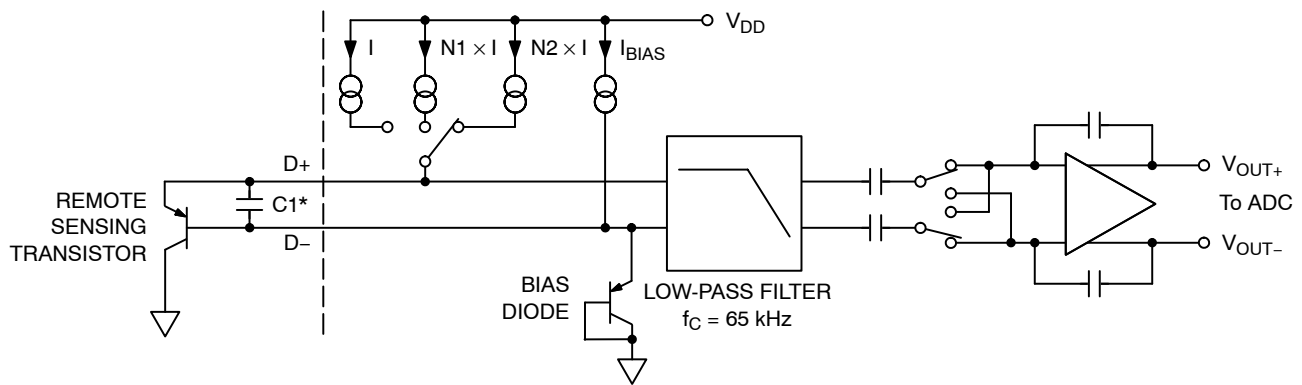 V_DD
I
N1 × I
N2 × I
I_BIAS
D+
C1*
D−
REMOTE
SENSING
TRANSISTOR
BIAS
DIODE
LOW-PASS FILTER
f_C = 65 kHz
V_OUT+
To ADC
V_OUT−